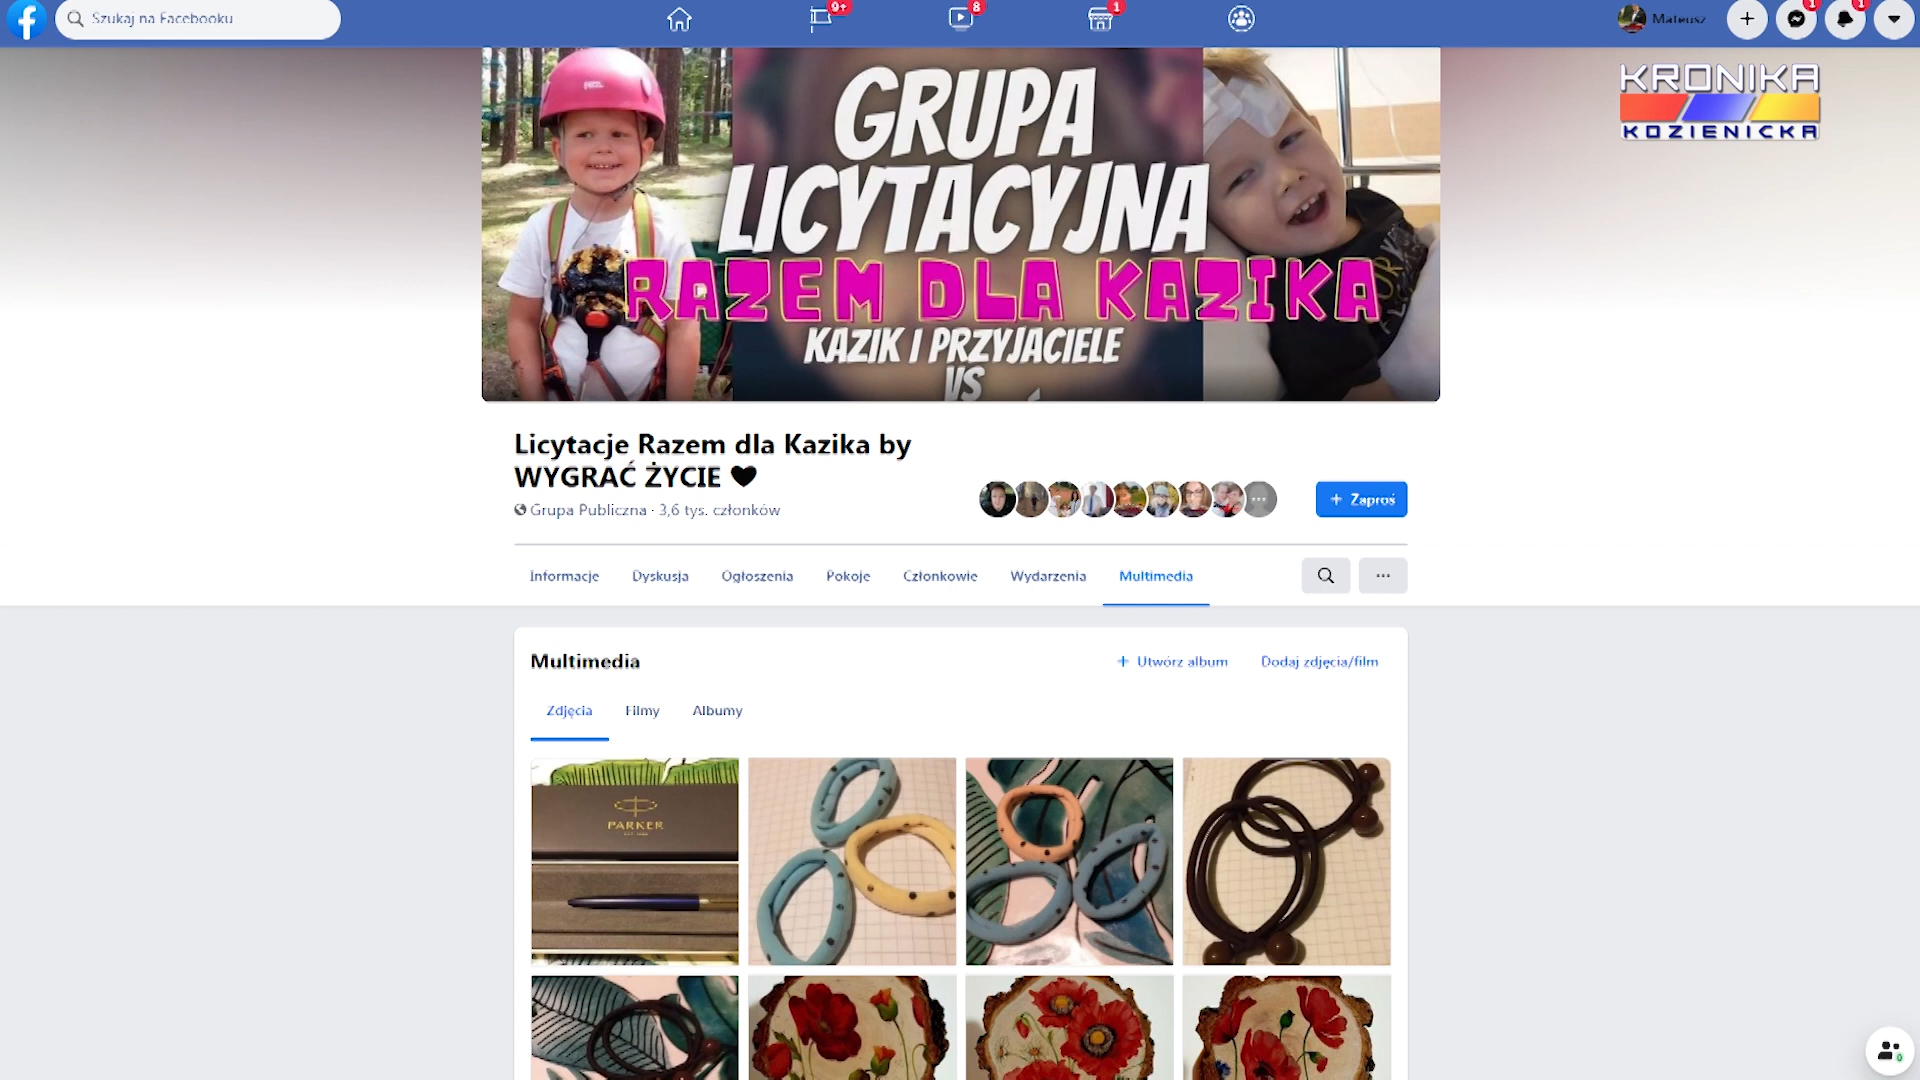 Szukaj na Facebooku
9+
8
1
Mateusz
1
1
KRONIKA
KOZIENICKA
GRUPA
LICYTACYJNA
RAZEM DLA KAZIKA
KAZIK I PRZYJACIELE
VS
Licytacje Razem dla Kazika by
WYGRAĆ ŻYCIE 🖤
Grupa Publiczna · 3,6 tys. członków
+ Zaproś
Informacje
Dyskusja
Ogłoszenia
Pokoje
Członkowie
Wydarzenia
Multimedia
Multimedia
+ Utwórz album
Dodaj zdjęcia/film
Zdjęcia
Filmy
Albumy
PARKER
0